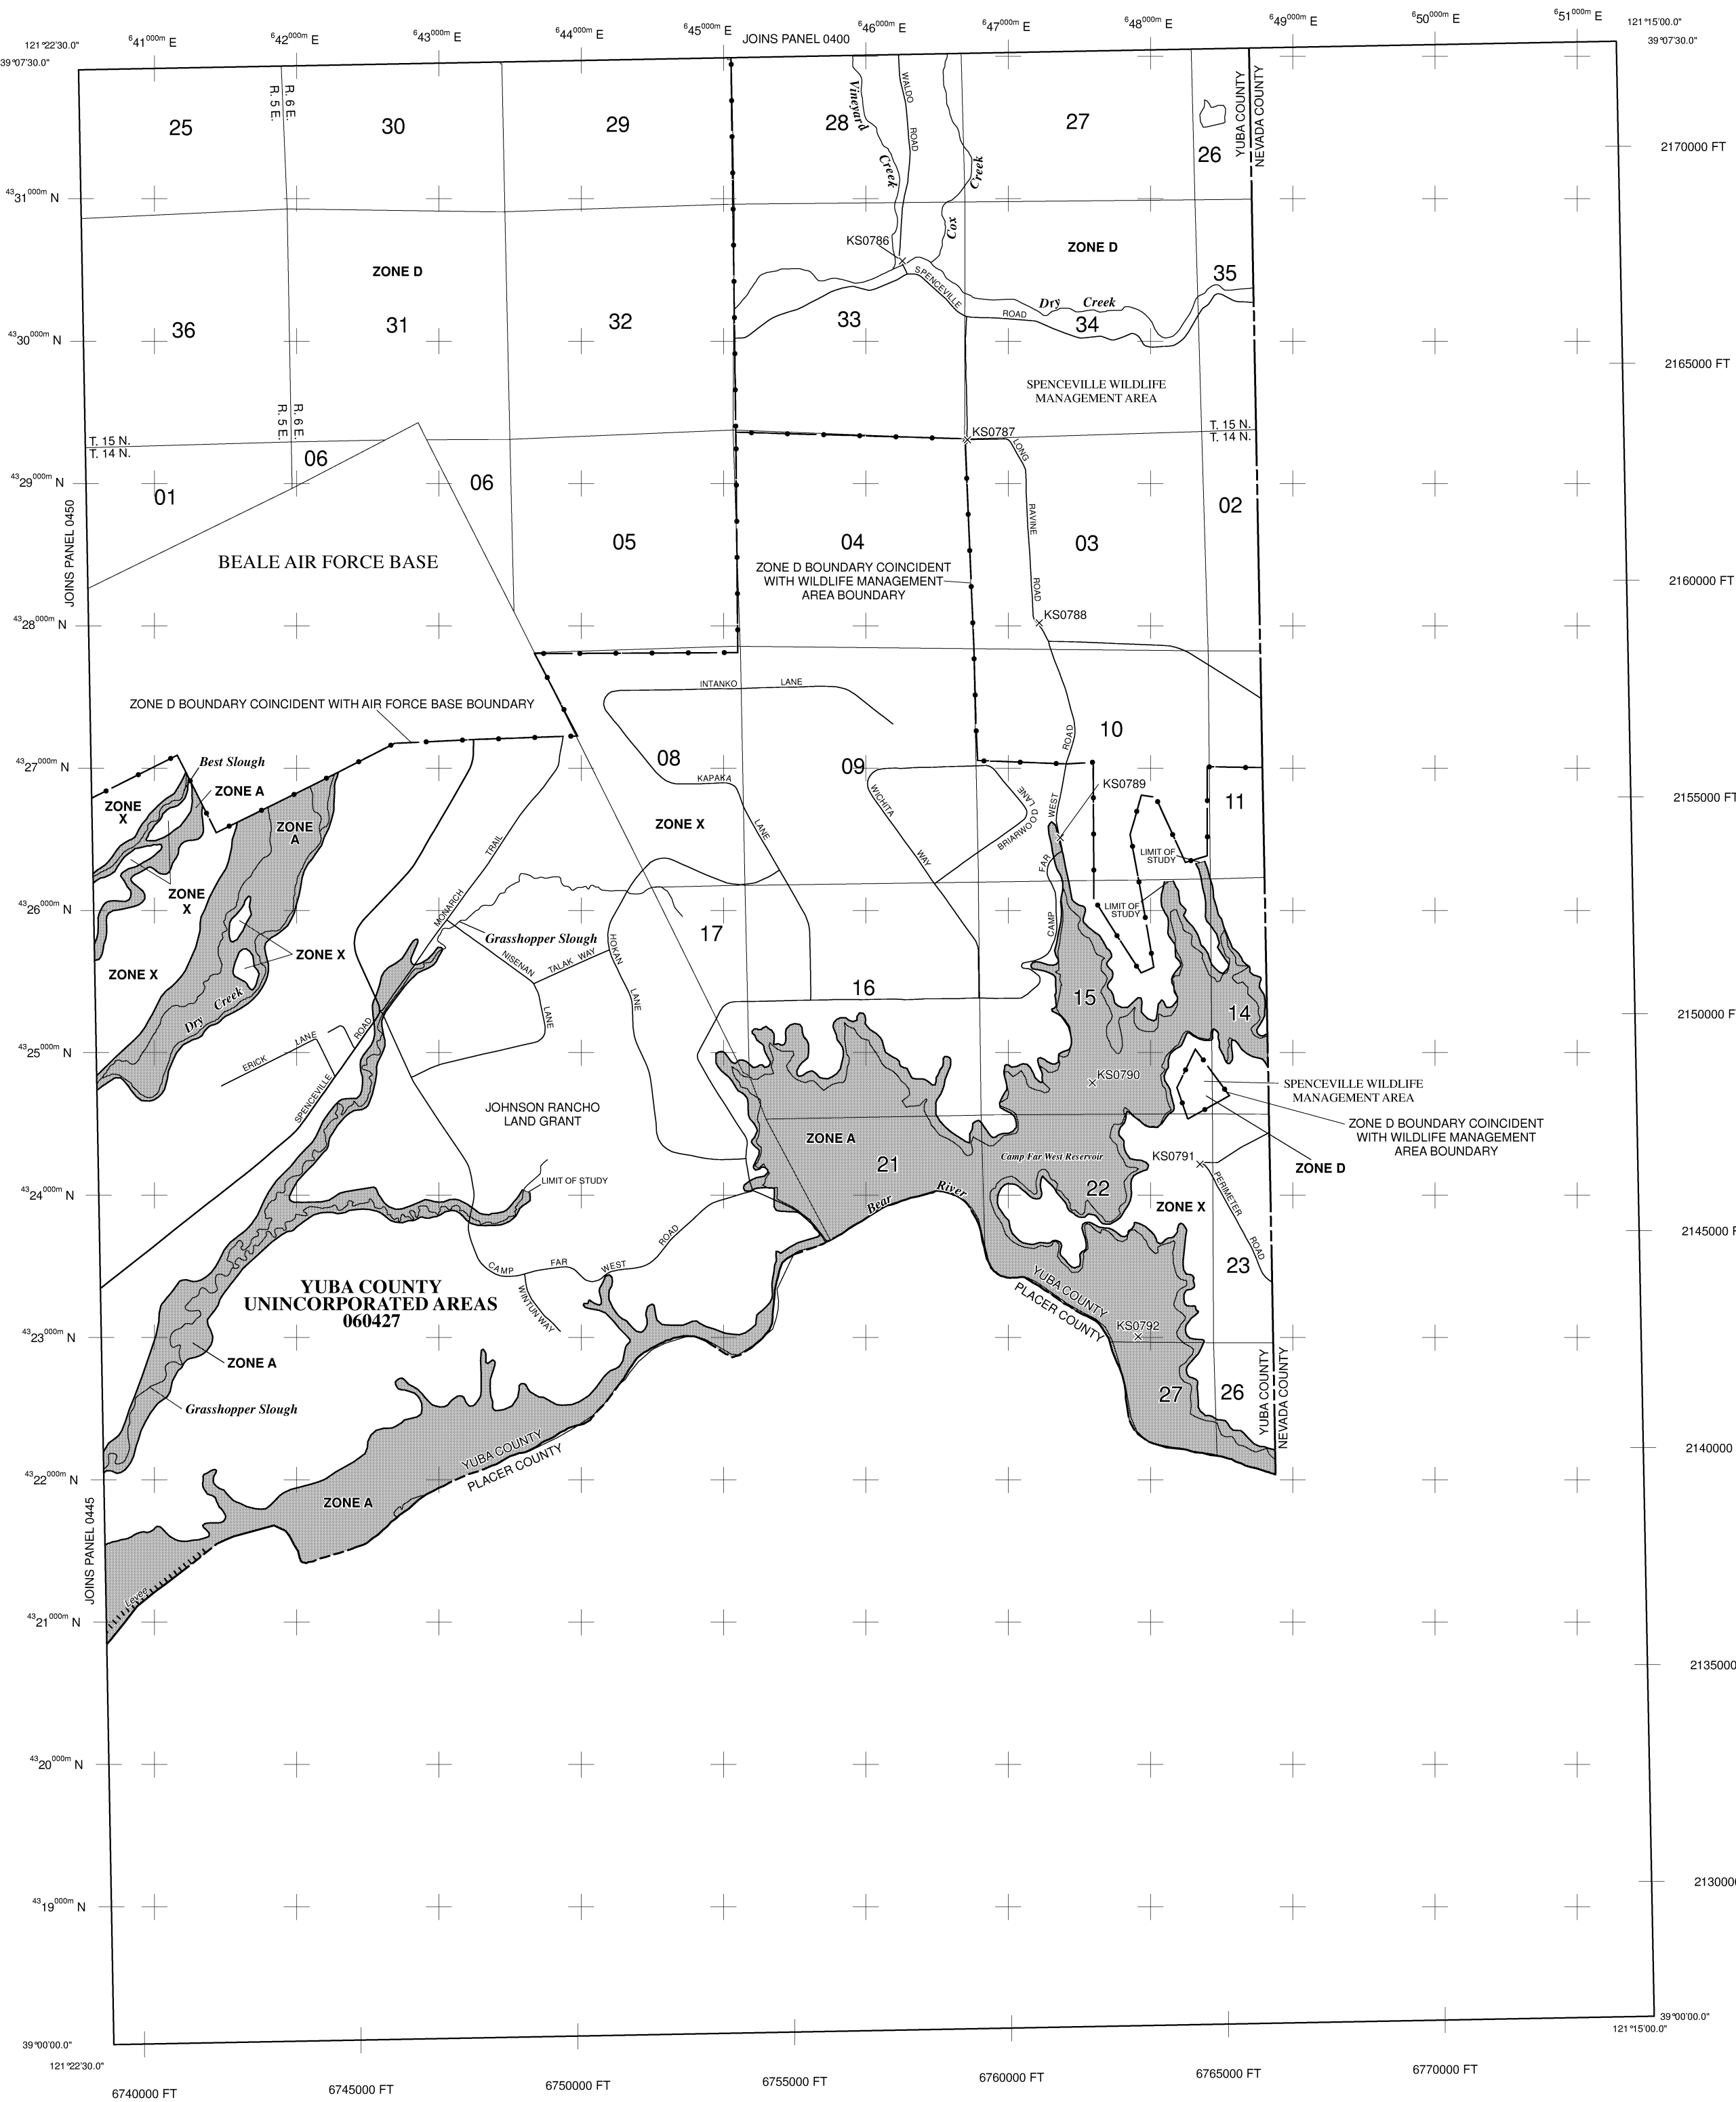 6 41 000m E
6 42 000m E
6 43 000m E
6 44 000m E
6 45 000m E
6 46 000m E
6 47 000m E
6 48 000m E
6 49 000m E
6 50 000m E
6 51 000m E
JOINS PANEL 0400
121°22'30.0"
39°07'30.0"
121°15'00.0"
39°07'30.0"
R. 5 E.
R. 6 E.
25
30
29
28
27
26
Vineyard
Creek
WALDO
ROAD
Creek
Cox
YUBA COUNTY
NEVADA COUNTY
2170000 FT
43 31 000m N
KS0786
ZONE D
ZONE D
35
SPENCEVILLE
ROAD
Dry Creek
36
31
32
33
34
43 30 000m N
2165000 FT
SPENCEVILLE WILDLIFE
MANAGEMENT AREA
R. 5 E.
R. 6 E.
T. 15 N.
T. 14 N.
T. 15 N.
T. 14 N.
KS0787
LONG
RAVINE
ROAD
06
06
01
02
43 29 000m N
JOINS PANEL 0450
BEALE AIR FORCE BASE
05
04
03
ZONE D BOUNDARY COINCIDENT
WITH WILDLIFE MANAGEMENT
AREA BOUNDARY
2160000 FT
43 28 000m N
KS0788
INTANKO LANE
ZONE D BOUNDARY COINCIDENT WITH AIR FORCE BASE BOUNDARY
10
08
09
43 27 000m N
Best Slough
ZONE A
ZONE
X
ZONE
A
KAPAKA
LANE
WICHITA
WAY
BRIARWOOD LANE
CAMP
FAR
WEST
ROAD
KS0789
11
2155000 FT
ZONE X
LIMIT OF
STUDY
LIMIT OF
STUDY
TRAIL
MONARCH
ZONE
X
43 26 000m N
ZONE X
ZONE X
Grasshopper Slough
NISENAN
LANE
TALAK WAY
HOKAN
LANE
17
16
15
14
Dry Creek
2150000 FT
43 25 000m N
ERICK LANE
SPENCEVILLE
ROAD
KS0790
SPENCEVILLE WILDLIFE
MANAGEMENT AREA
JOHNSON RANCHO
LAND GRANT
ZONE A
21
Camp Far West Reservoir
KS0791
ZONE D BOUNDARY COINCIDENT
WITH WILDLIFE MANAGEMENT
AREA BOUNDARY
ZONE D
22
ZONE X
PERIMETER
ROAD
43 24 000m N
LIMIT OF STUDY
Bear River
2145000 F
CAMP FAR WEST ROAD
WINTUN WAY
23
YUBA COUNTY
UNINCORPORATED AREAS
060427
YUBA COUNTY
PLACER COUNTY
KS0792
43 23 000m N
ZONE A
Grasshopper Slough
27
26
YUBA COUNTY
NEVADA COUNTY
YUBA COUNTY
PLACER COUNTY
2140000
43 22 000m N
ZONE A
JOINS PANEL 0445
Levee
43 21 000m N
2135000
43 20 000m N
2130000
43 19 000m N
39°00'00.0"
121°22'30.0"
39°00'00.0"
121°15'00.0"
6740000 FT
6745000 FT
6750000 FT
6755000 FT
6760000 FT
6765000 FT
6770000 FT